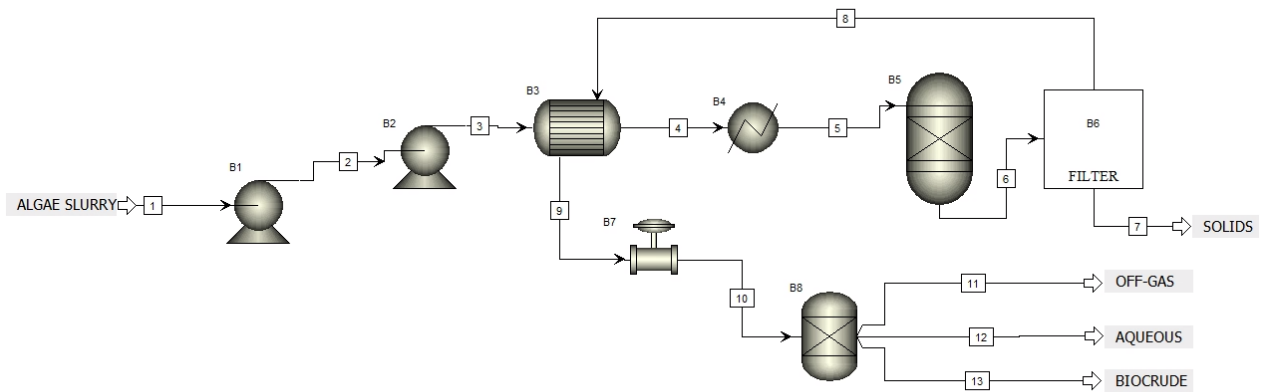 8
B3
B4
B5
B2
3
4
5
B6
B1
2
FILTER
6
ALGAE SLURRY
1
9
7
SOLIDS
B7
10
B8
11
OFF-GAS
12
AQUEOUS
13
BIOCRUDE